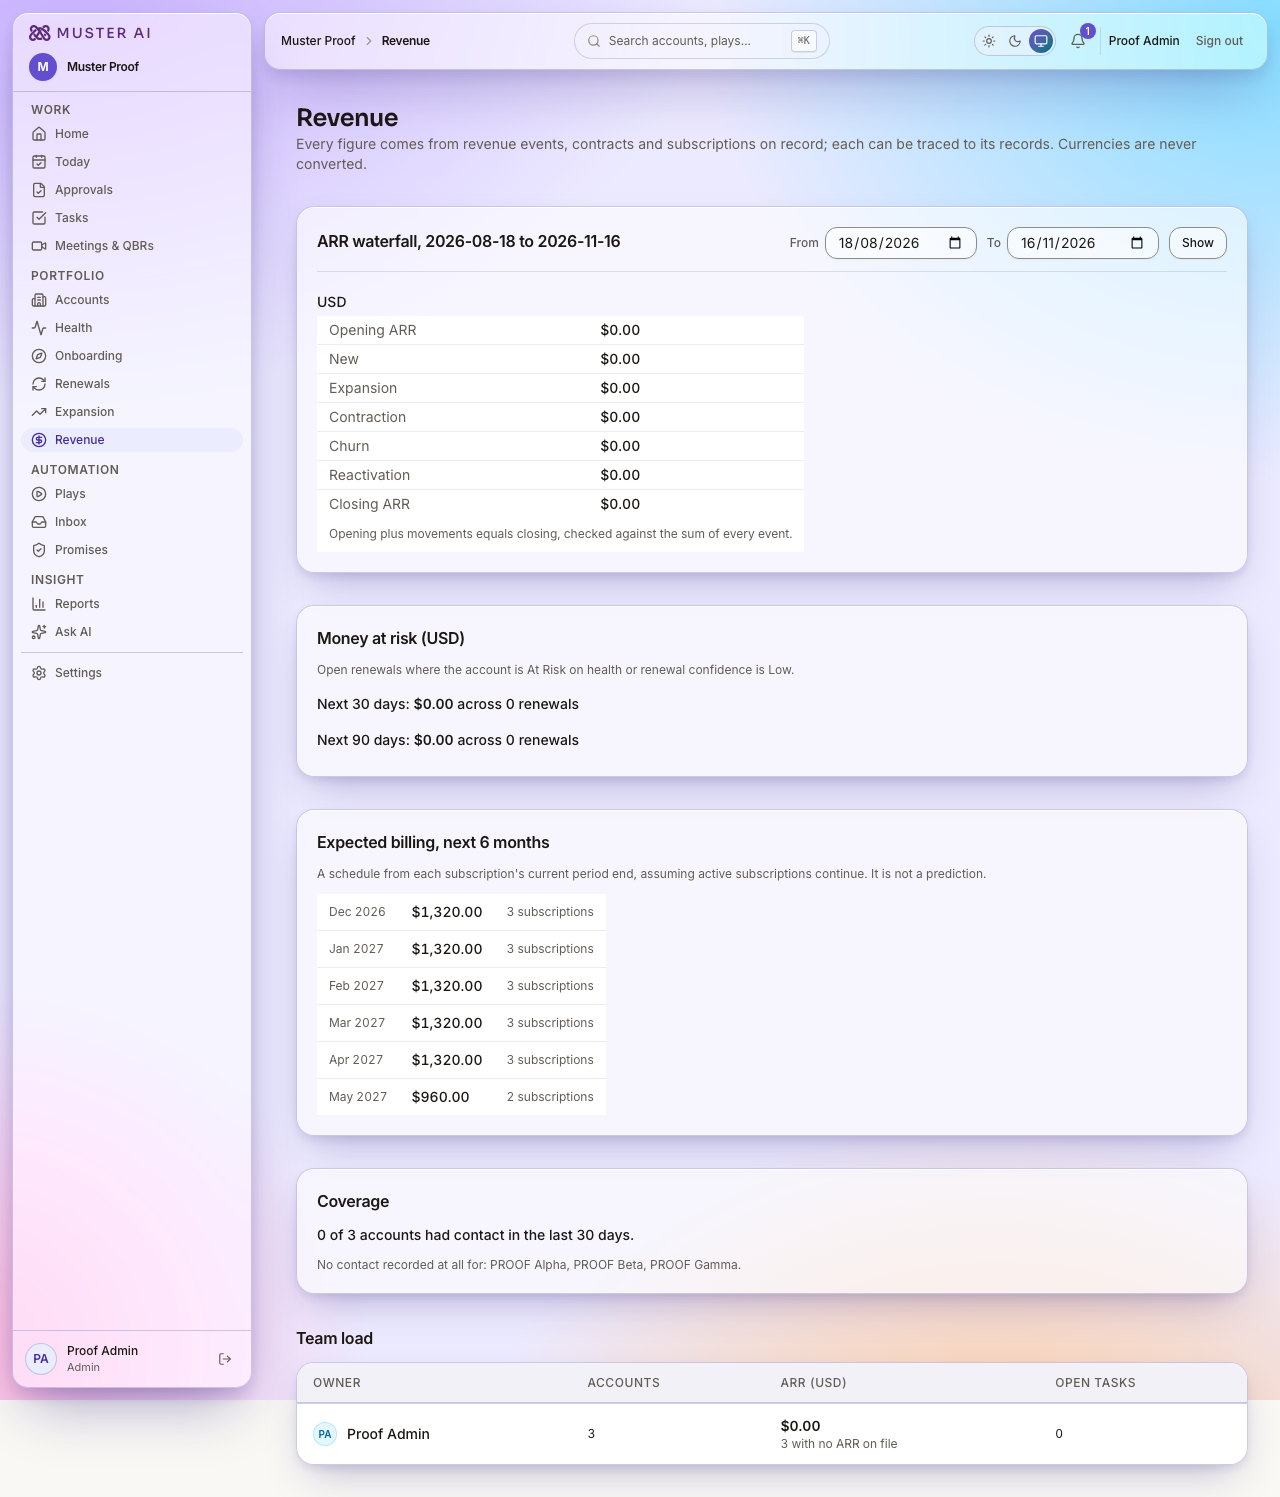 MUSTER AI
M Muster Proof
WORK
Home
Today
Approvals
Tasks
Meetings & QBRs
PORTFOLIO
Accounts
Health
Onboarding
Renewals
Expansion
Revenue
AUTOMATION
Plays
Inbox
Promises
INSIGHT
Reports
Ask AI
Settings
PA Proof Admin
Admin
Muster Proof > Revenue
Search accounts, plays... ⌘K
1
Proof Admin Sign out
Revenue
Every figure comes from revenue events, contracts and subscriptions on record; each can be traced to its records. Currencies are never
converted.
ARR waterfall, 2026-08-18 to 2026-11-16 From 18/08/2026 To 16/11/2026 Show
USD
Opening ARR $0.00
New $0.00
Expansion $0.00
Contraction $0.00
Churn $0.00
Reactivation $0.00
Closing ARR $0.00
Opening plus movements equals closing, checked against the sum of every event.
Money at risk (USD)
Open renewals where the account is At Risk on health or renewal confidence is Low.
Next 30 days: $0.00 across 0 renewals
Next 90 days: $0.00 across 0 renewals
Expected billing, next 6 months
A schedule from each subscription's current period end, assuming active subscriptions continue. It is not a prediction.
Dec 2026 $1,320.00 3 subscriptions
Jan 2027 $1,320.00 3 subscriptions
Feb 2027 $1,320.00 3 subscriptions
Mar 2027 $1,320.00 3 subscriptions
Apr 2027 $1,320.00 3 subscriptions
May 2027 $960.00 2 subscriptions
Coverage
0 of 3 accounts had contact in the last 30 days.
No contact recorded at all for: PROOF Alpha, PROOF Beta, PROOF Gamma.
Team load
OWNER ACCOUNTS ARR (USD) OPEN TASKS
PA Proof Admin 3 $0.00 0
3 with no ARR on file